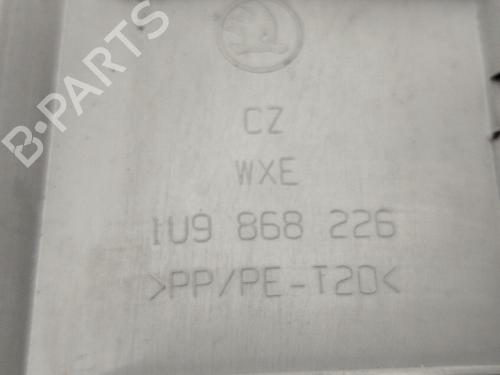 B-PARTS
CZ
WXE
1U9 868 226
>PP/PE-T20<